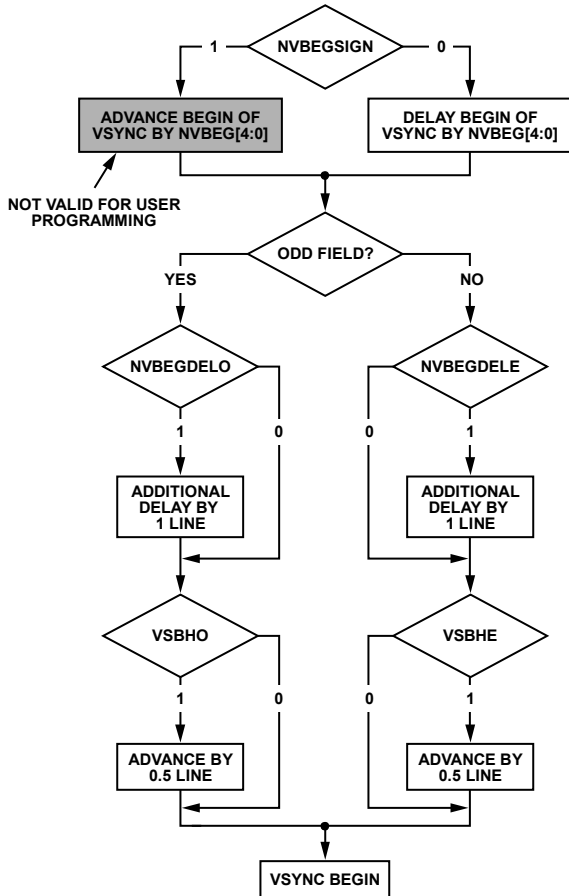 NVBEGSIGN
1
0
ADVANCE BEGIN OF
VSYNC BY NVBEG[4:0]
DELAY BEGIN OF
VSYNC BY NVBEG[4:0]
NOT VALID FOR USER
PROGRAMMING
ODD FIELD?
YES
NO
NVBEGDELO
NVBEGDELE
1
0
0
1
ADDITIONAL
DELAY BY
1 LINE
ADDITIONAL
DELAY BY
1 LINE
VSBHO
VSBHE
1
0
0
1
ADVANCE BY
0.5 LINE
ADVANCE BY
0.5 LINE
VSYNC BEGIN